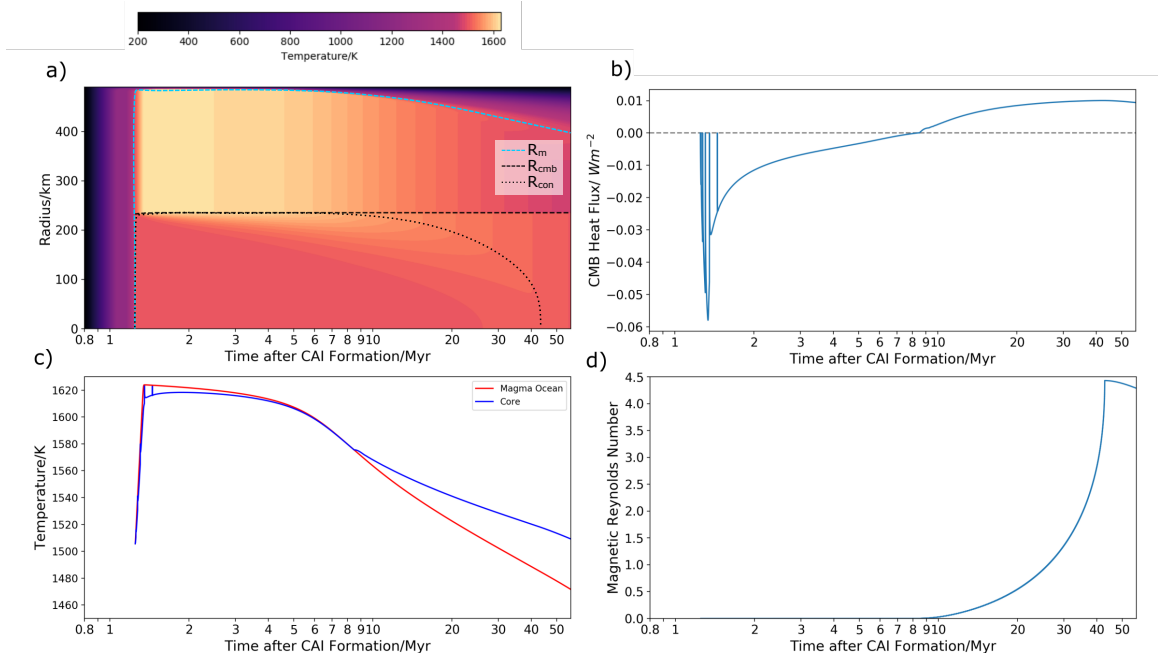 200 400 600 800 1000 1200 1400 1600
Temperature/K
a)
Radius/km
400
300
200
100
0
R_m
R_cmb
R_con
0.8 1 2 3 4 5 6 7 8 9 10 20 30 40 50
Time after CAI Formation/Myr
b)
CMB Heat Flux/ Wm⁻²
0.01
0.00
−0.01
−0.02
−0.03
−0.04
−0.05
−0.06
0.8 1 2 3 4 5 6 7 8 9 10 20 30 40 50
Time after CAI Formation/Myr
c)
Temperature/K
1620
1600
1580
1560
1540
1520
1500
1480
1460
Magma Ocean
Core
0.8 1 2 3 4 5 6 7 8 9 10 20 30 40 50
Time after CAI Formation/Myr
d)
Magnetic Reynolds Number
4.5
4.0
3.5
3.0
2.5
2.0
1.5
1.0
0.5
0.0
0.8 1 2 3 4 5 6 7 8 9 10 20 30 40 50
Time after CAI Formation/Myr